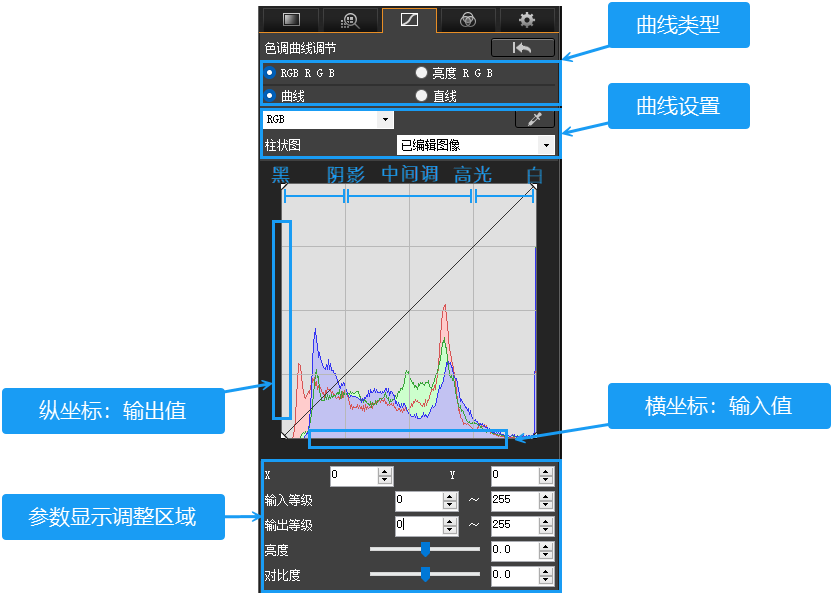 色调曲线调节
曲线类型
RGB R G B
亮度 R G B
曲线
直线
曲线设置
RGB
柱状图
已编辑图像
黑 阴影 中间调 高光 白
纵坐标：输出值
横坐标：输入值
X 0 Y 0
输入等级 0 ～ 255
参数显示调整区域
输出等级 0 ～ 255
亮度 0.0
对比度 0.0